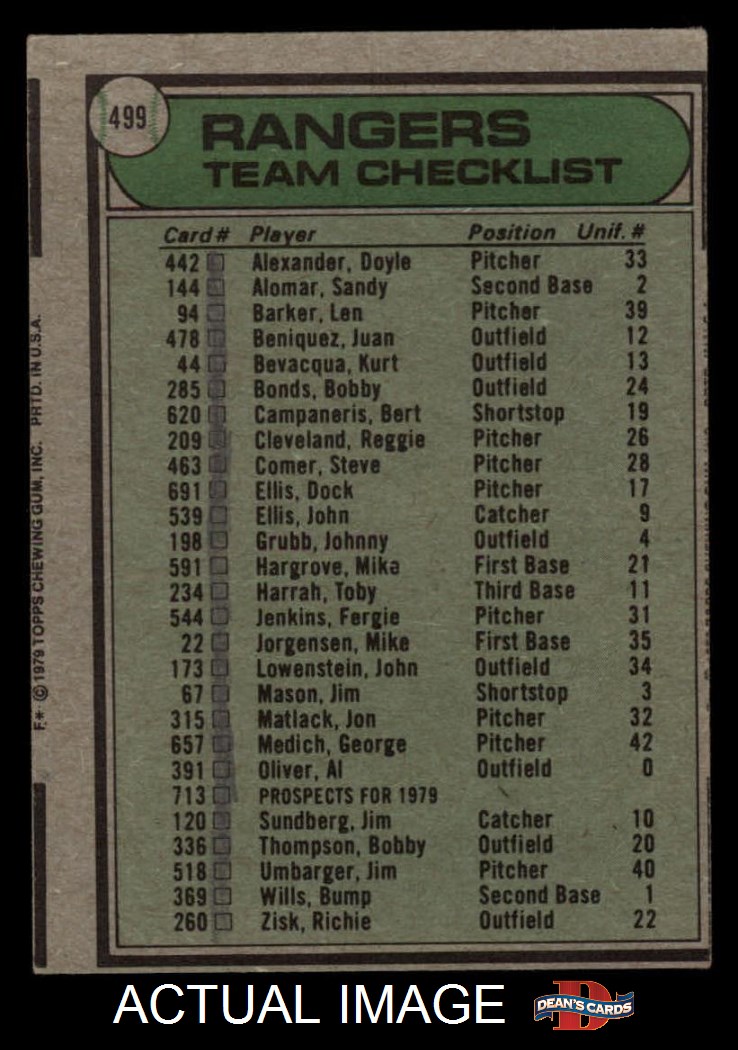 499
RANGERS
TEAM CHECKLIST
Card # Player Position Unif. #
442 Alexander, Doyle Pitcher 33
144 Alomar, Sandy Second Base 2
94 Barker, Len Pitcher 39
478 Beniquez, Juan Outfield 12
44 Bevacqua, Kurt Outfield 13
285 Bonds, Bobby Outfield 24
620 Campaneris, Bert Shortstop 19
209 Cleveland, Reggie Pitcher 26
463 Comer, Steve Pitcher 28
691 Ellis, Dock Pitcher 17
539 Ellis, John Catcher 9
198 Grubb, Johnny Outfield 4
591 Hargrove, Mike First Base 21
234 Harrah, Toby Third Base 11
544 Jenkins, Fergie Pitcher 31
22 Jorgensen, Mike First Base 35
173 Lowenstein, John Outfield 34
67 Mason, Jim Shortstop 3
315 Matlack, Jon Pitcher 32
657 Medich, George Pitcher 42
391 Oliver, Al Outfield 0
713 PROSPECTS FOR 1979
120 Sundberg, Jim Catcher 10
336 Thompson, Bobby Outfield 20
518 Umbarger, Jim Pitcher 40
369 Wills, Bump Second Base 1
260 Zisk, Richie Outfield 22
F.* © 1979 TOPPS CHEWING GUM, INC. PRTD. IN U.S.A.
ACTUAL IMAGE
D
DEAN'S CARDS